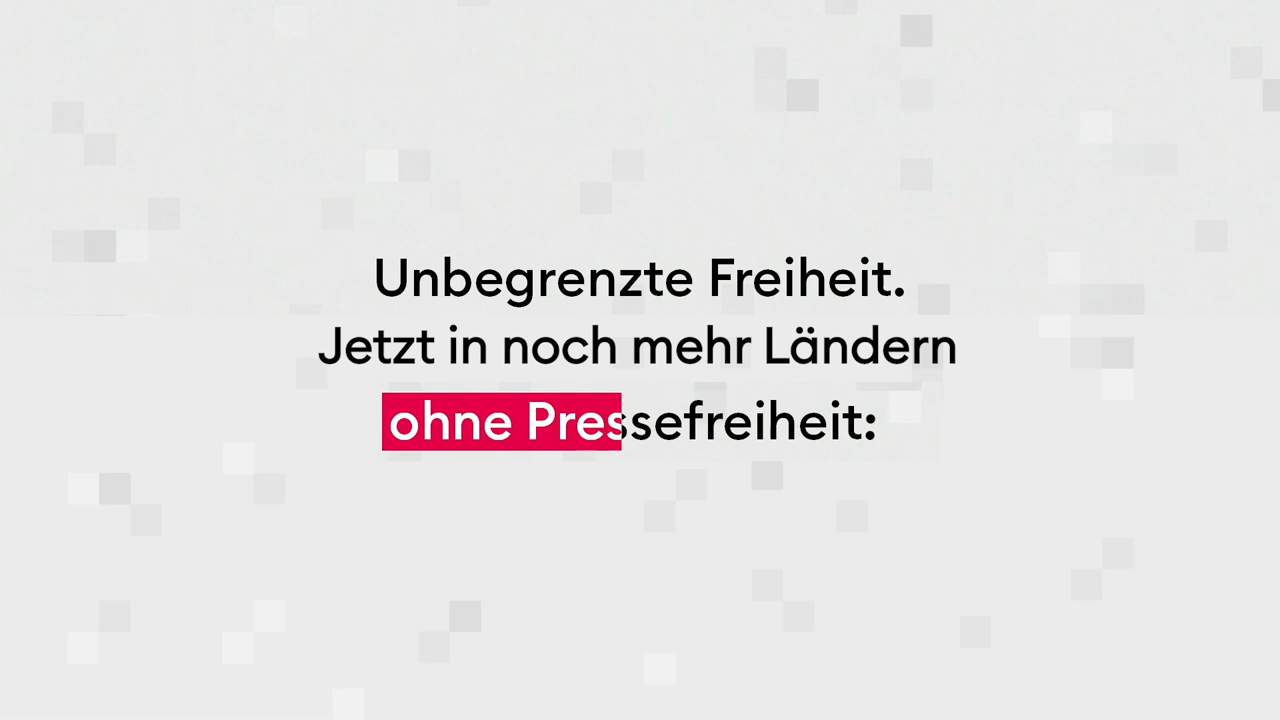 Unbegrenzte Freiheit.
Jetzt in noch mehr Ländern
ohne Pressefreiheit: